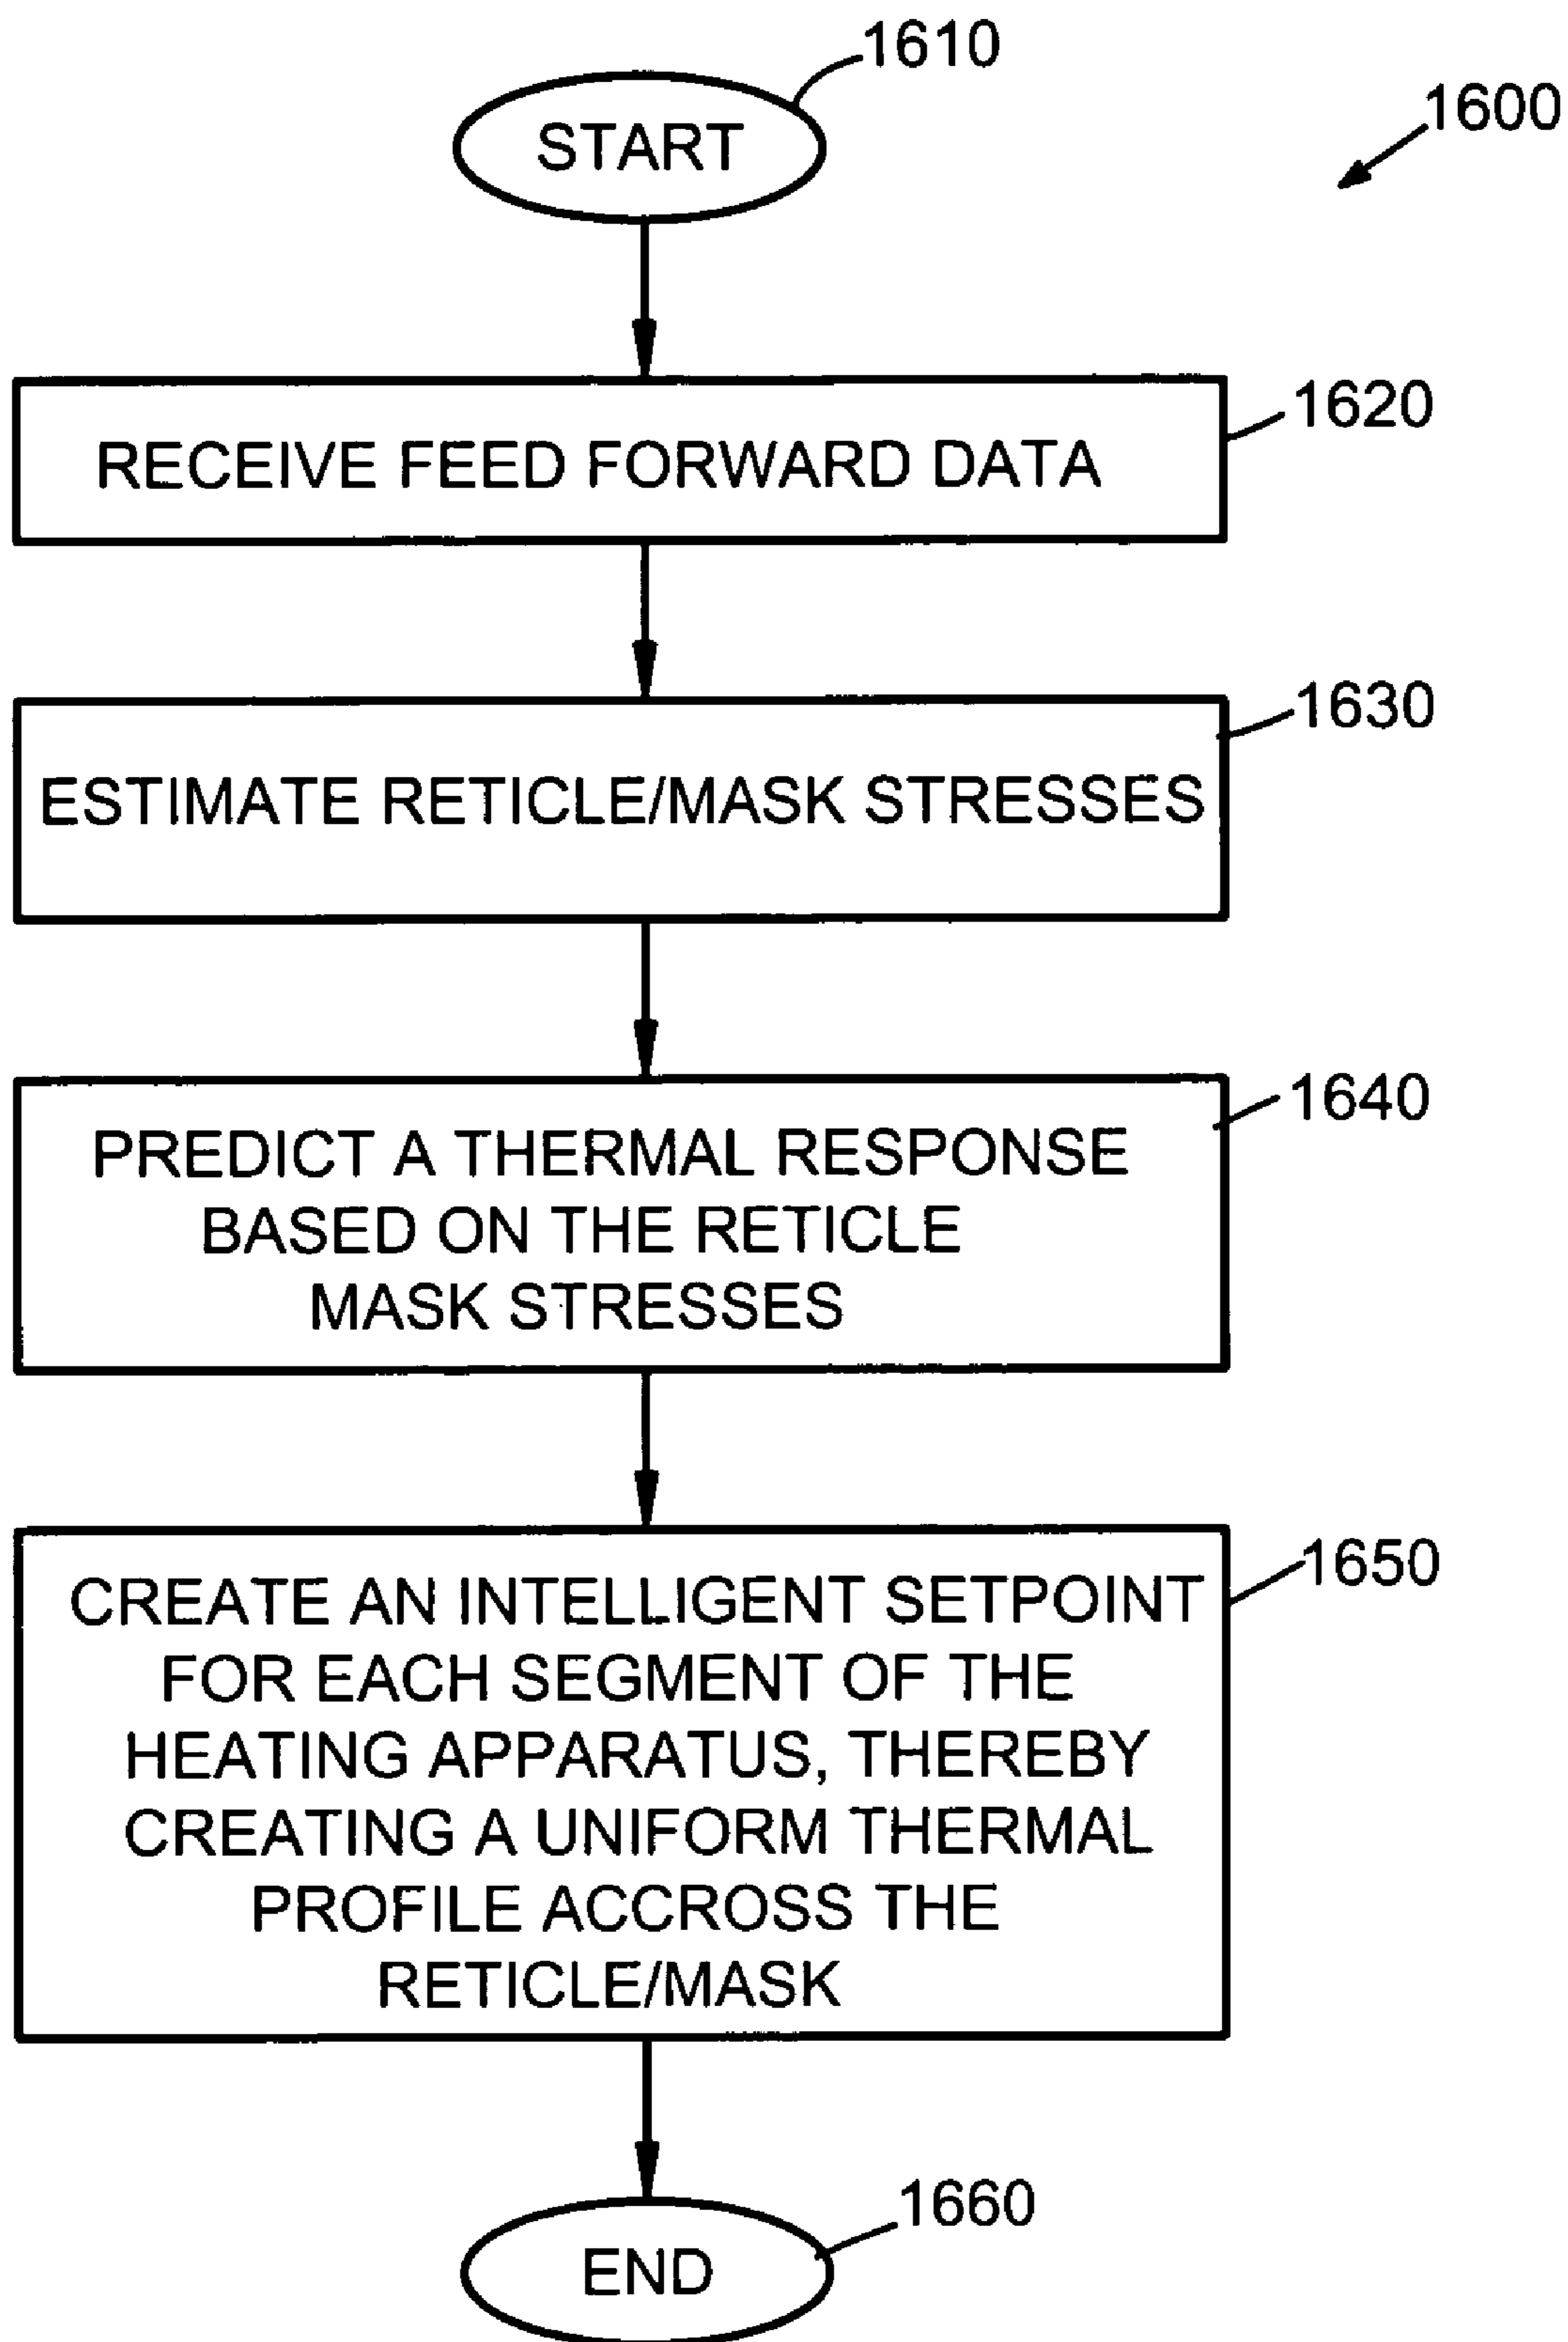 1610
1600
START
1620
RECEIVE FEED FORWARD DATA
1630
ESTIMATE RETICLE/MASK STRESSES
1640
PREDICT A THERMAL RESPONSE
BASED ON THE RETICLE
MASK STRESSES
1650
CREATE AN INTELLIGENT SETPOINT
FOR EACH SEGMENT OF THE
HEATING APPARATUS, THEREBY
CREATING A UNIFORM THERMAL
PROFILE ACCROSS THE
RETICLE/MASK
1660
END